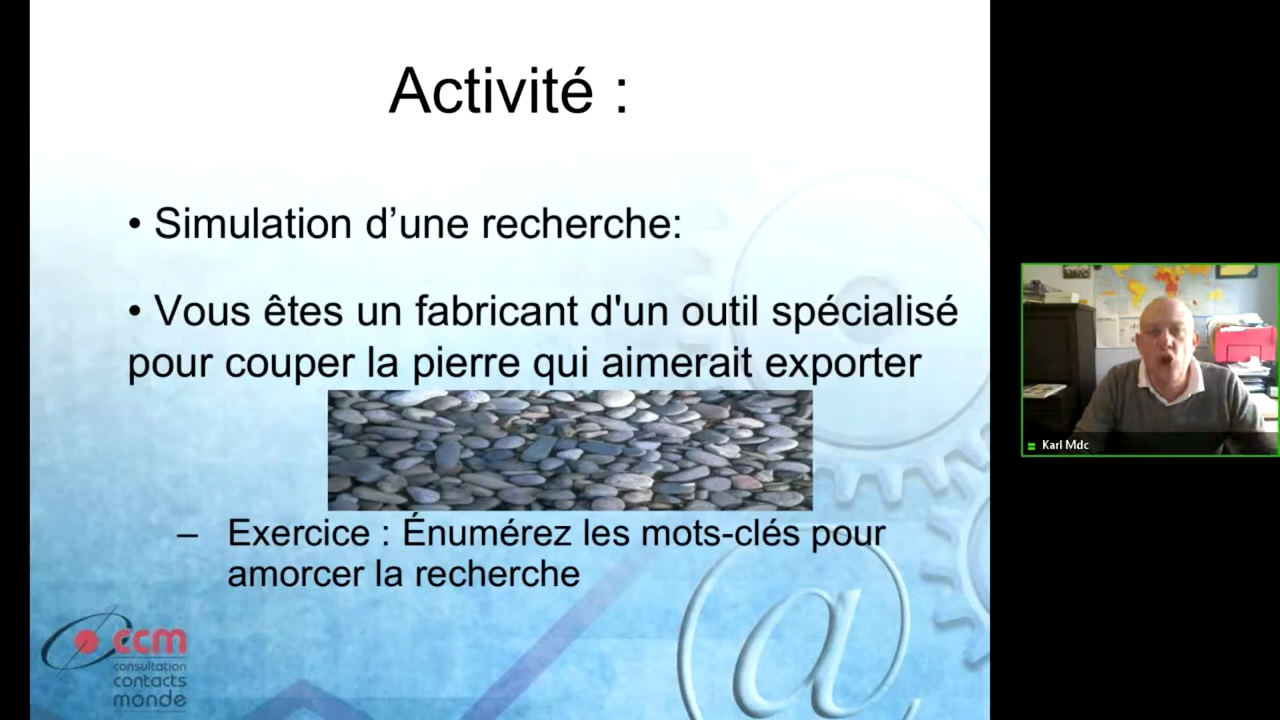 Activité :
• Simulation d’une recherche:
• Vous êtes un fabricant d'un outil spécialisé
pour couper la pierre qui aimerait exporter
– Exercice : Énumérez les mots-clés pour
amorcer la recherche
ccm
consultation
contacts
monde
Karl Mdc